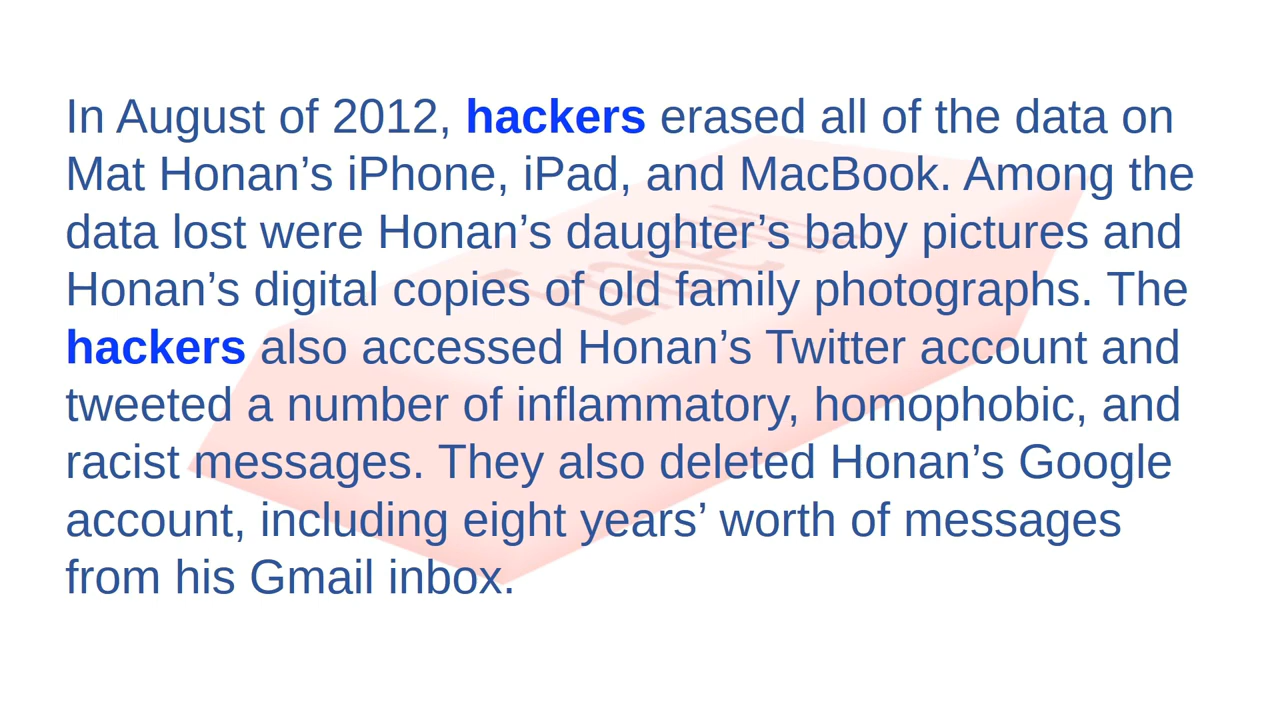 In August of 2012, hackers erased all of the data on
Mat Honan’s iPhone, iPad, and MacBook. Among the
data lost were Honan’s daughter’s baby pictures and
Honan’s digital copies of old family photographs. The
hackers also accessed Honan’s Twitter account and
tweeted a number of inflammatory, homophobic, and
racist messages. They also deleted Honan’s Google
account, including eight years’ worth of messages
from his Gmail inbox.